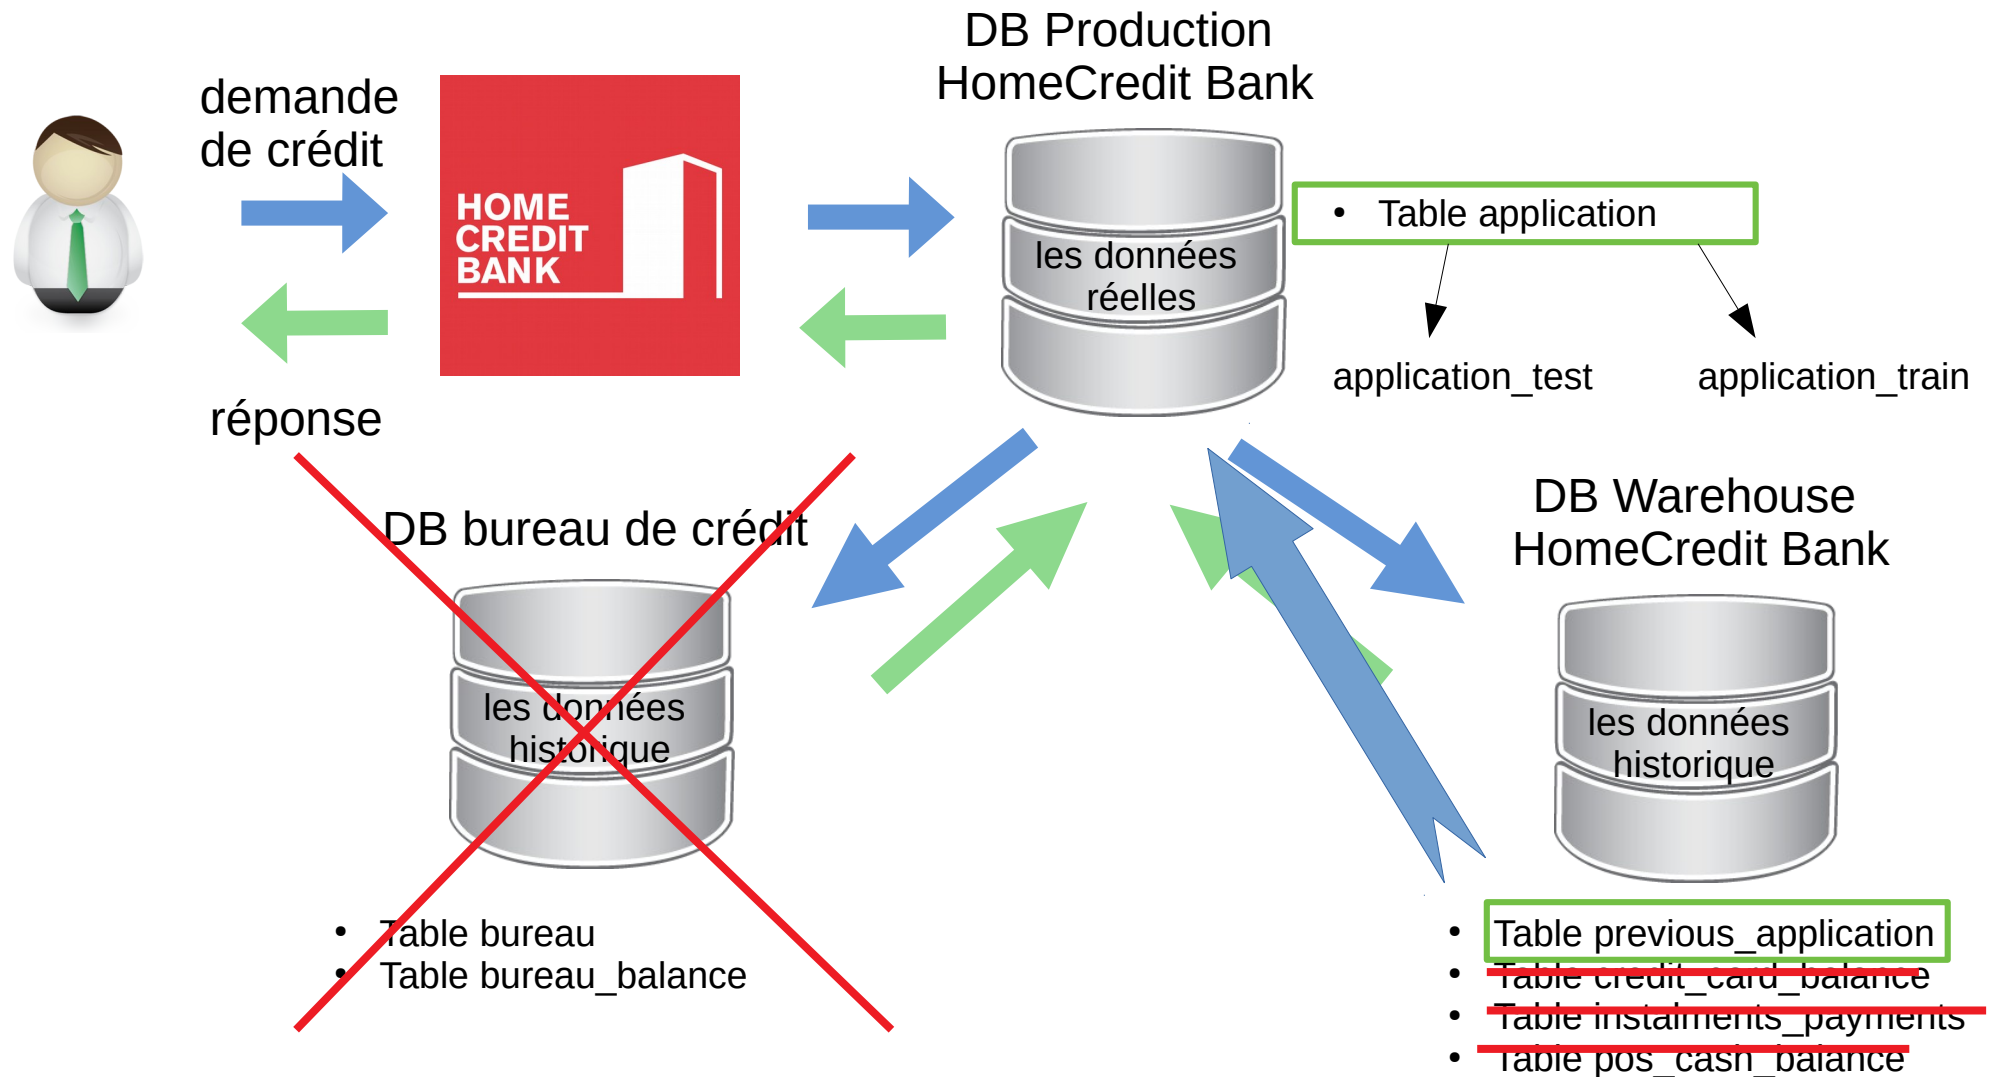 DB Production
HomeCredit Bank
demande
de crédit
HOME
CREDIT
BANK
les données
réelles
• Table application
application_test
application_train
réponse
DB bureau de crédit
les données
historique
• Table bureau
• Table bureau_balance
DB Warehouse
HomeCredit Bank
les données
historique
• Table previous_application
• Table credit_card_balance
• Table instalments_payments
• Table pos_cash_balance